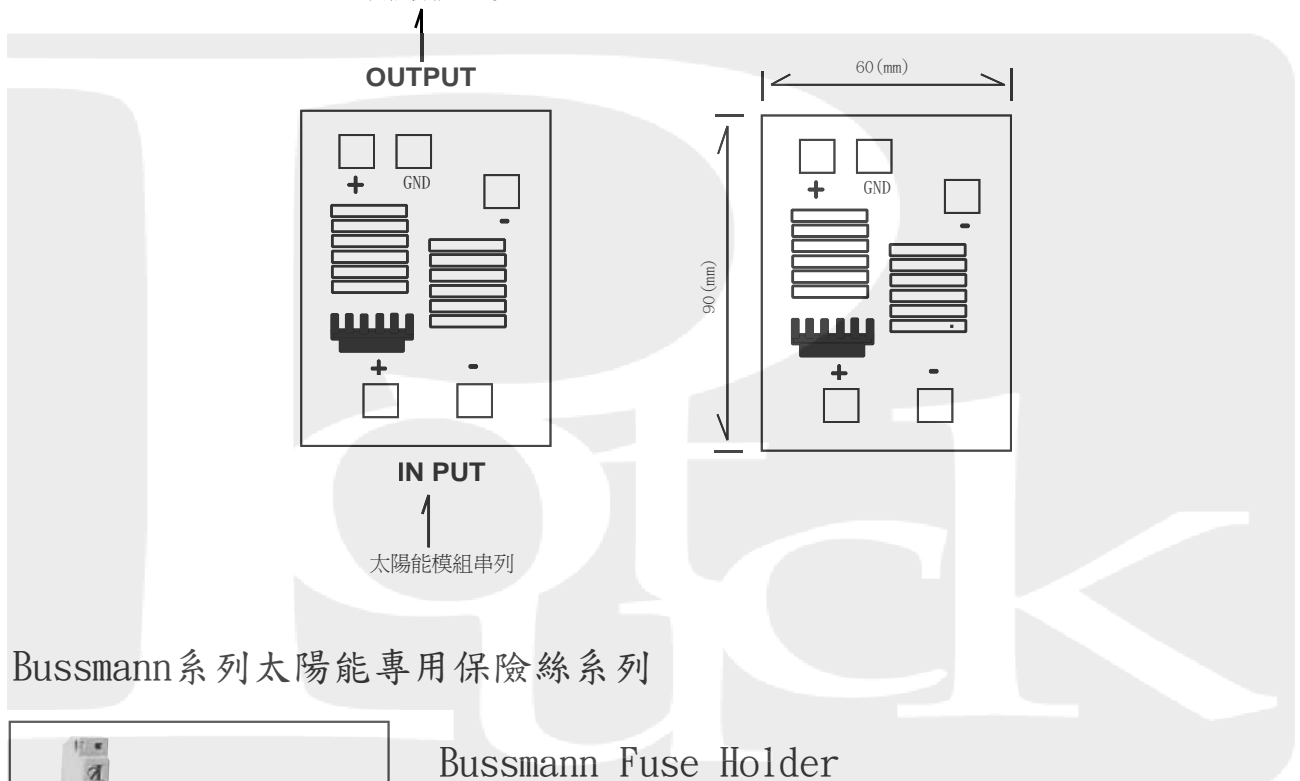 OUTPUT
+ GND
-
+ -
IN PUT
太陽能模組串列
60(mm)
90(mm)
+ GND
-
+ -
Bussmann系列太陽能專用保險絲系列
Bussmann Fuse Holder